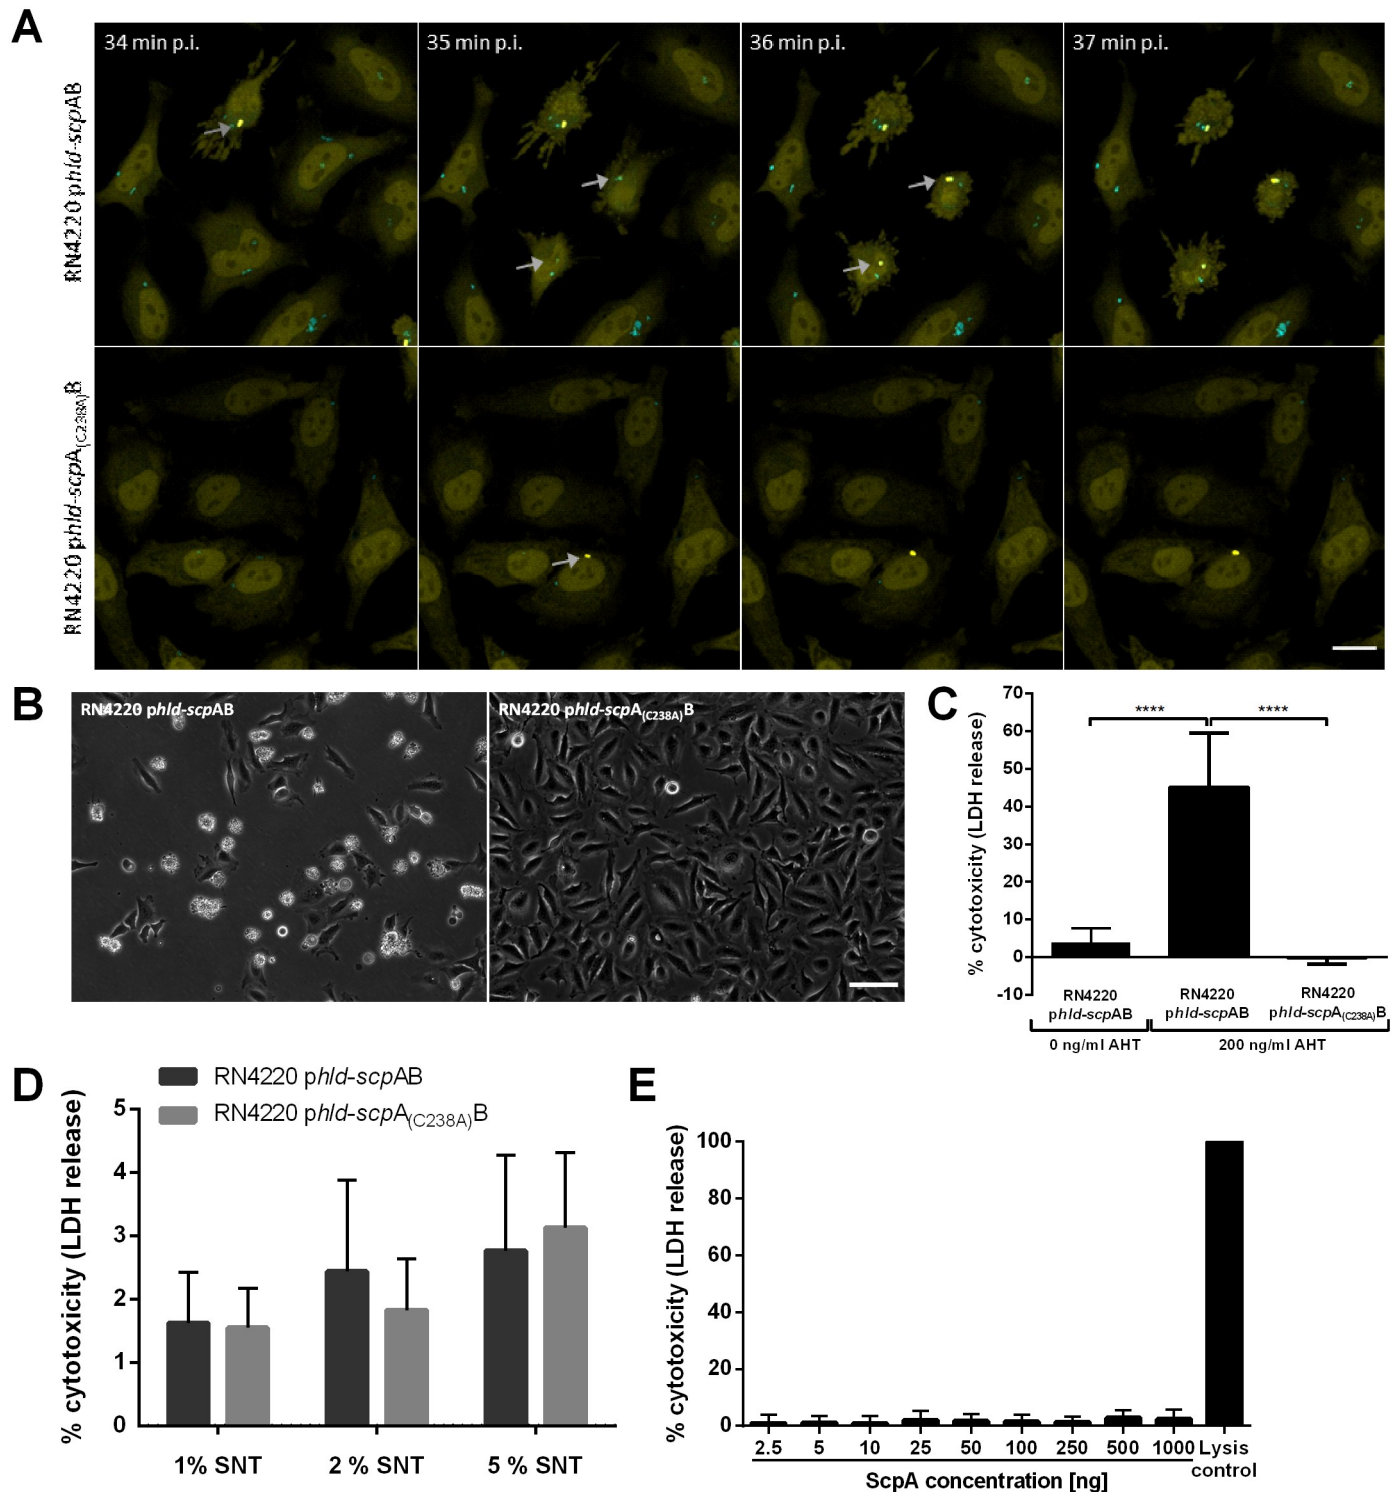 A
34 min p.i.
35 min p.i.
36 min p.i.
37 min p.i.
RN4220 phld-scpAB
RN4220 phld-scpA(C238A)B
B
RN4220 phld-scpAB
RN4220 phld-scpA(C238A)B
C
% cytotoxicity (LDH release)
70
60
50
40
30
20
10
0
-10
****
****
RN4220
phld-scpAB
RN4220
phld-scpAB
RN4220
phld-scpA(C238A)B
0 ng/ml AHT
200 ng/ml AHT
D
RN4220 phld-scpAB
RN4220 phld-scpA(C238A)B
% cytotoxicity (LDH release)
5
4
3
2
1
0
1% SNT
2 % SNT
5 % SNT
E
% cytotoxicity (LDH release)
100
80
60
40
20
0
2.5 5 10 25 50 100 250 500 1000 Lysis
control
ScpA concentration [ng]